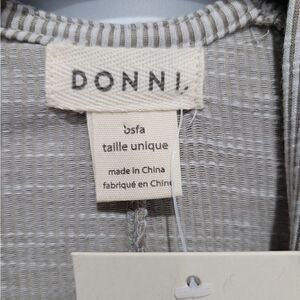 DONNI.
osfa
taille unique
made in China
fabriqué en Chine